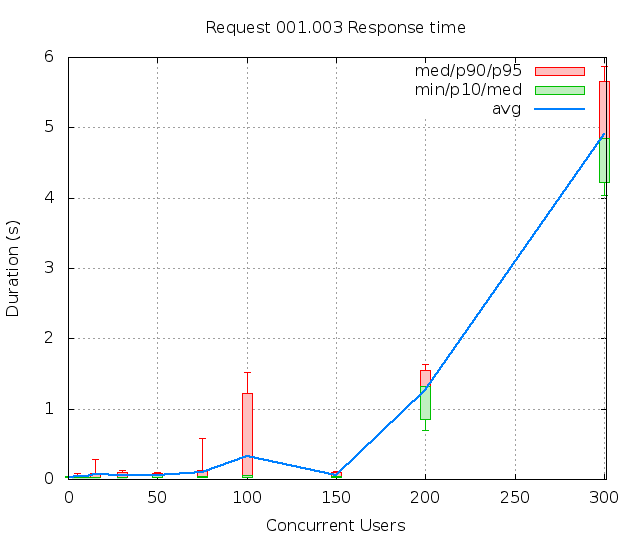 Request 001.003 Response time
6
5
4
3
2
1
0
Duration (s)
med/p90/p95
min/p10/med
avg
0 50 100 150 200 250 300
Concurrent Users